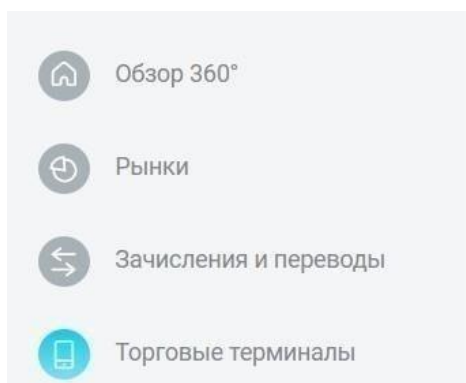 Обзор 360°
Рынки
Зачисления и переводы
Торговые терминалы